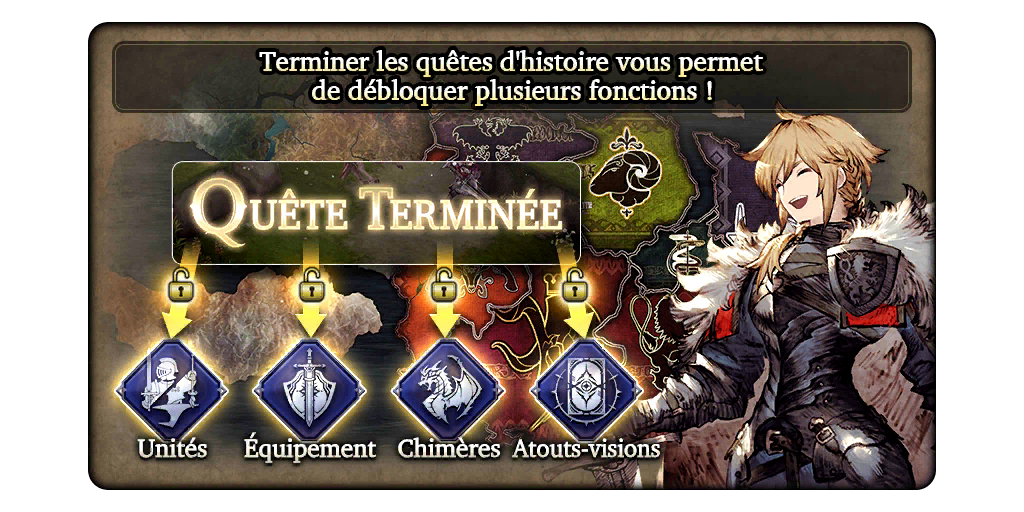 Terminer les quêtes d'histoire vous permet
de débloquer plusieurs fonctions !
QUÊTE TERMINÉE
Unités
Équipement
Chimères
Atouts-visions